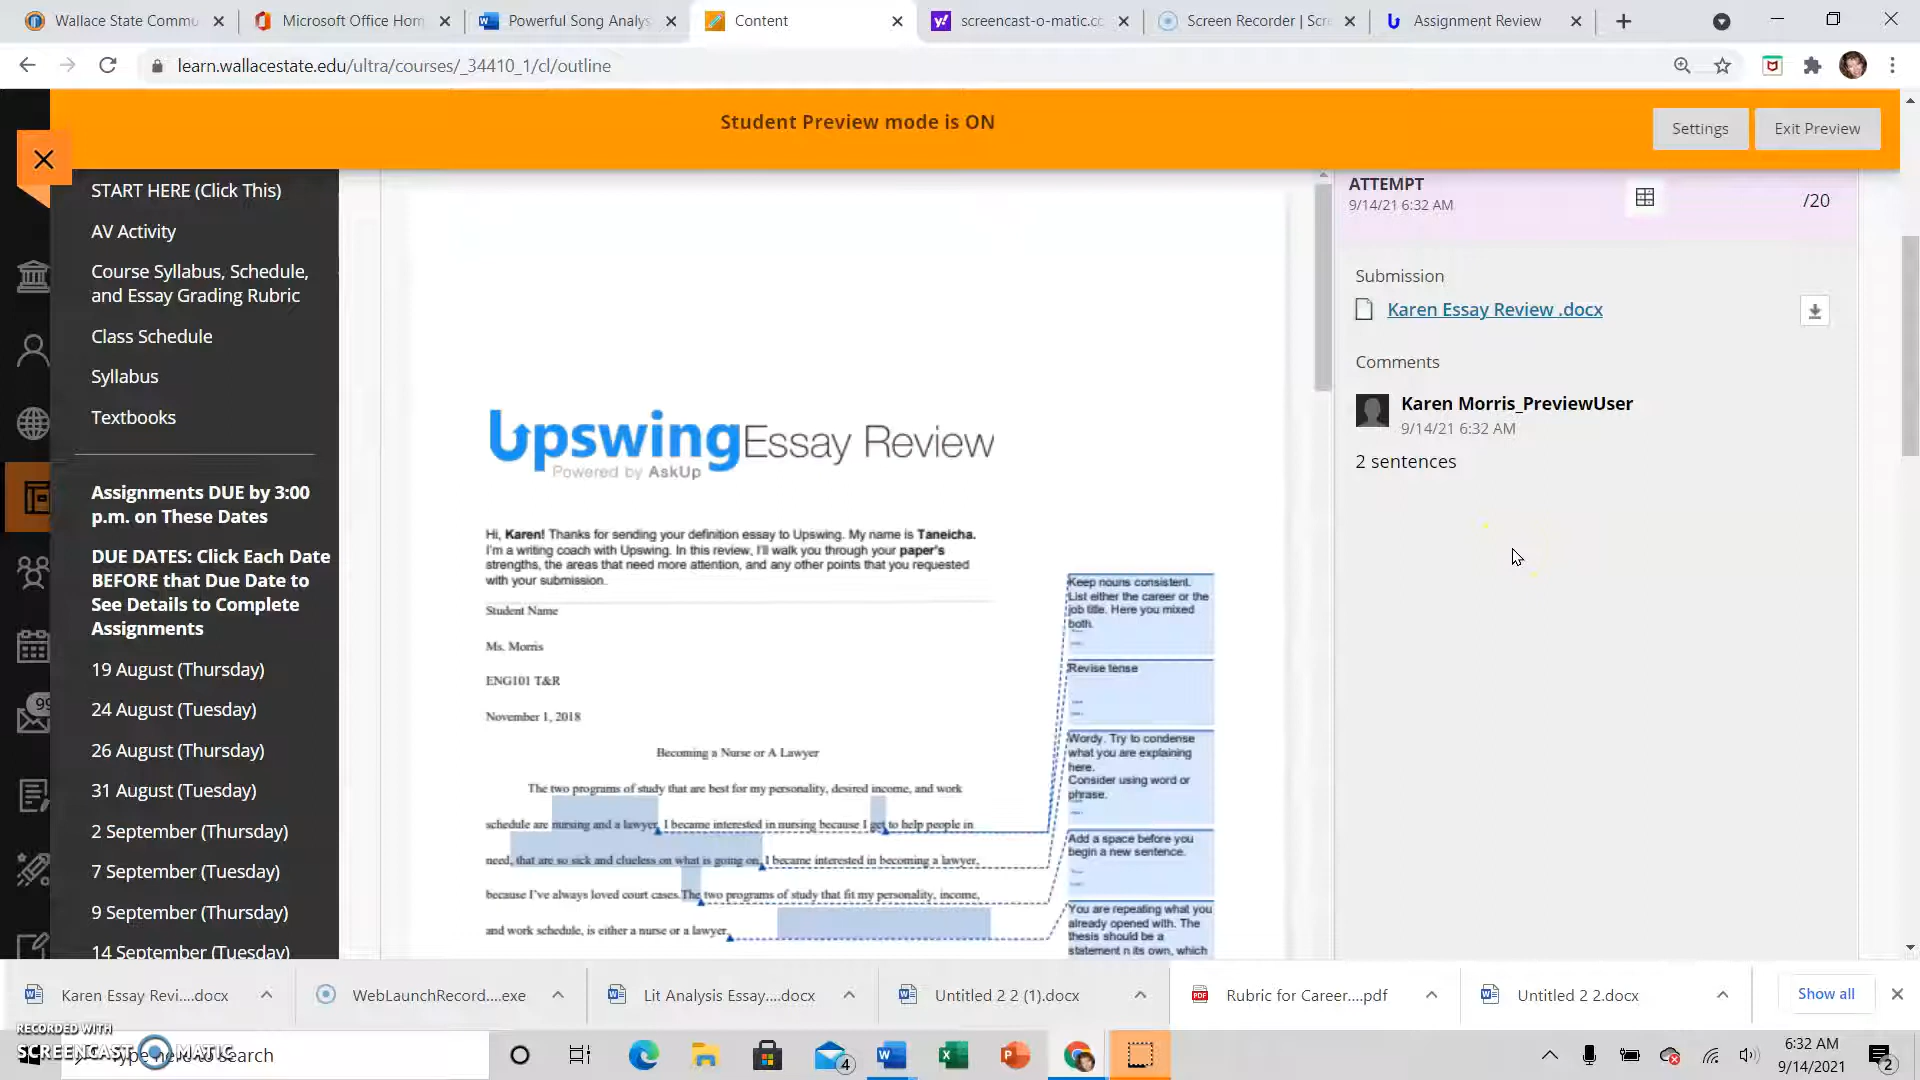 Wallace State Commu
Microsoft Office Hom
Powerful Song Analys
Content
screencast-o-matic.cc
Screen Recorder | Scre
Assignment Review
learn.wallacestate.edu/ultra/courses/_34410_1/cl/outline
Student Preview mode is ON
Settings
Exit Preview
START HERE (Click This)
AV Activity
Course Syllabus, Schedule,
and Essay Grading Rubric
Class Schedule
Syllabus
Textbooks
Assignments DUE by 3:00
p.m. on These Dates
DUE DATES: Click Each Date
BEFORE that Due Date to
See Details to Complete
Assignments
19 August (Thursday)
24 August (Tuesday)
26 August (Thursday)
31 August (Tuesday)
2 September (Thursday)
7 September (Tuesday)
9 September (Thursday)
14 September (Tuesday)
99
Upswing Essay Review
Powered by AskUp
Hi, Karen! Thanks for sending your definition essay to Upswing. My name is Taneicha.
I'm a writing coach with Upswing. In this review, I'll walk you through your paper's
strengths, the areas that need more attention, and any other points that you requested
with your submission.
Student Name
Ms. Morris
ENG101 T&R
November 1, 2018
Becoming a Nurse or A Lawyer
The two programs of study that are best for my personality, desired income, and work
schedule are nursing and a lawyer. I became interested in nursing because I get to help people in
need, that are so sick and clueless on what is going on. I became interested in becoming a lawyer,
because I've always loved court cases.The two programs of study that fit my personality, income,
and work schedule, is either a nurse or a lawyer.
Keep nouns consistent.
List either the career or the
job title. Here you mixed
both.
Revise tense
Wordy. Try to condense
what you are explaining
here.
Consider using word or
phrase.
Add a space before you
begin a new sentence.
You are repeating what you
already opened with. The
thesis should be a
statement n its own, which
ATTEMPT
9/14/21 6:32 AM
/20
Submission
Karen Essay Review .docx
Comments
Karen Morris_PreviewUser
9/14/21 6:32 AM
2 sentences
Karen Essay Revi....docx
WebLaunchRecord....exe
Lit Analysis Essay....docx
Untitled 2 2 (1).docx
Rubric for Career....pdf
Untitled 2 2.docx
Show all
RECORDED WITH
SCREENCAST MATIC
Type here to search
4
6:32 AM
9/14/2021
2